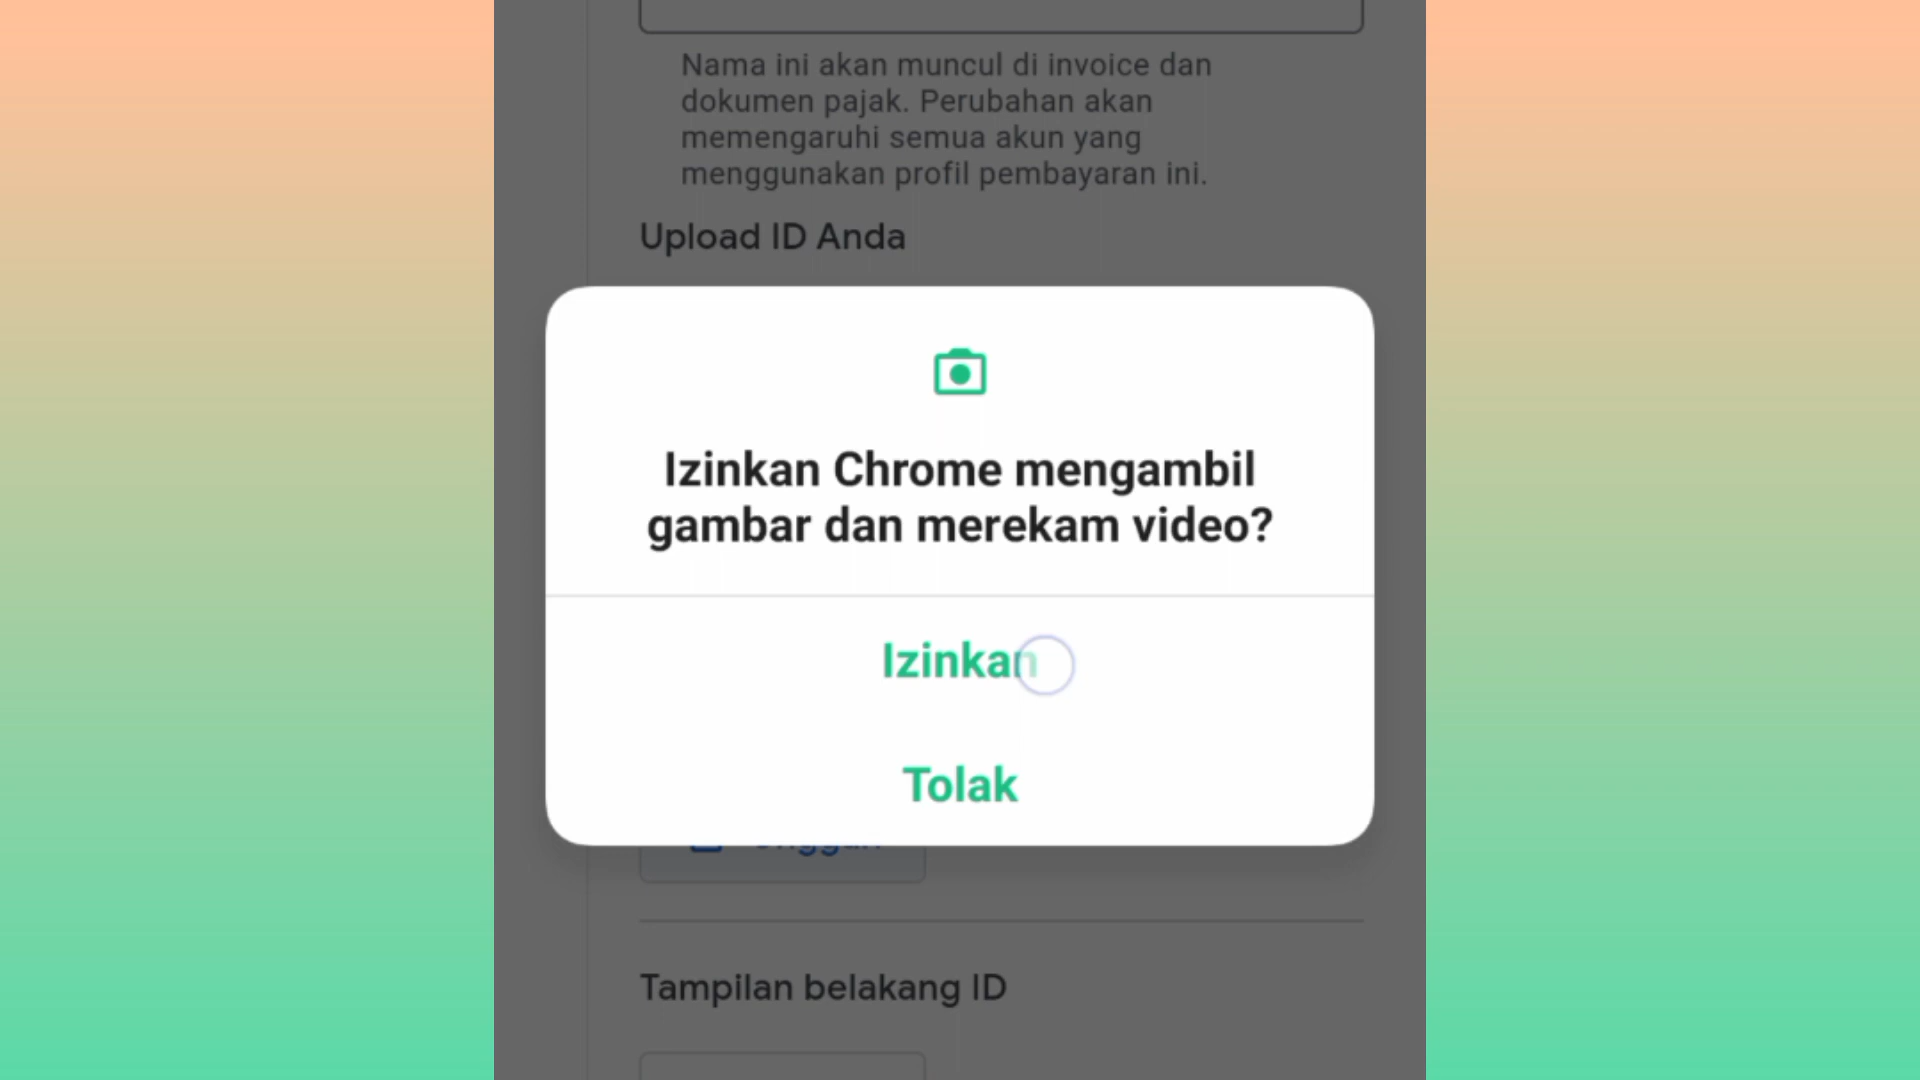 Nama ini akan muncul di invoice dan
dokumen pajak. Perubahan akan
memengaruhi semua akun yang
menggunakan profil pembayaran ini.
Upload ID Anda
Izinkan Chrome mengambil
gambar dan merekam video?
Izinkan
Tolak
Tampilan belakang ID